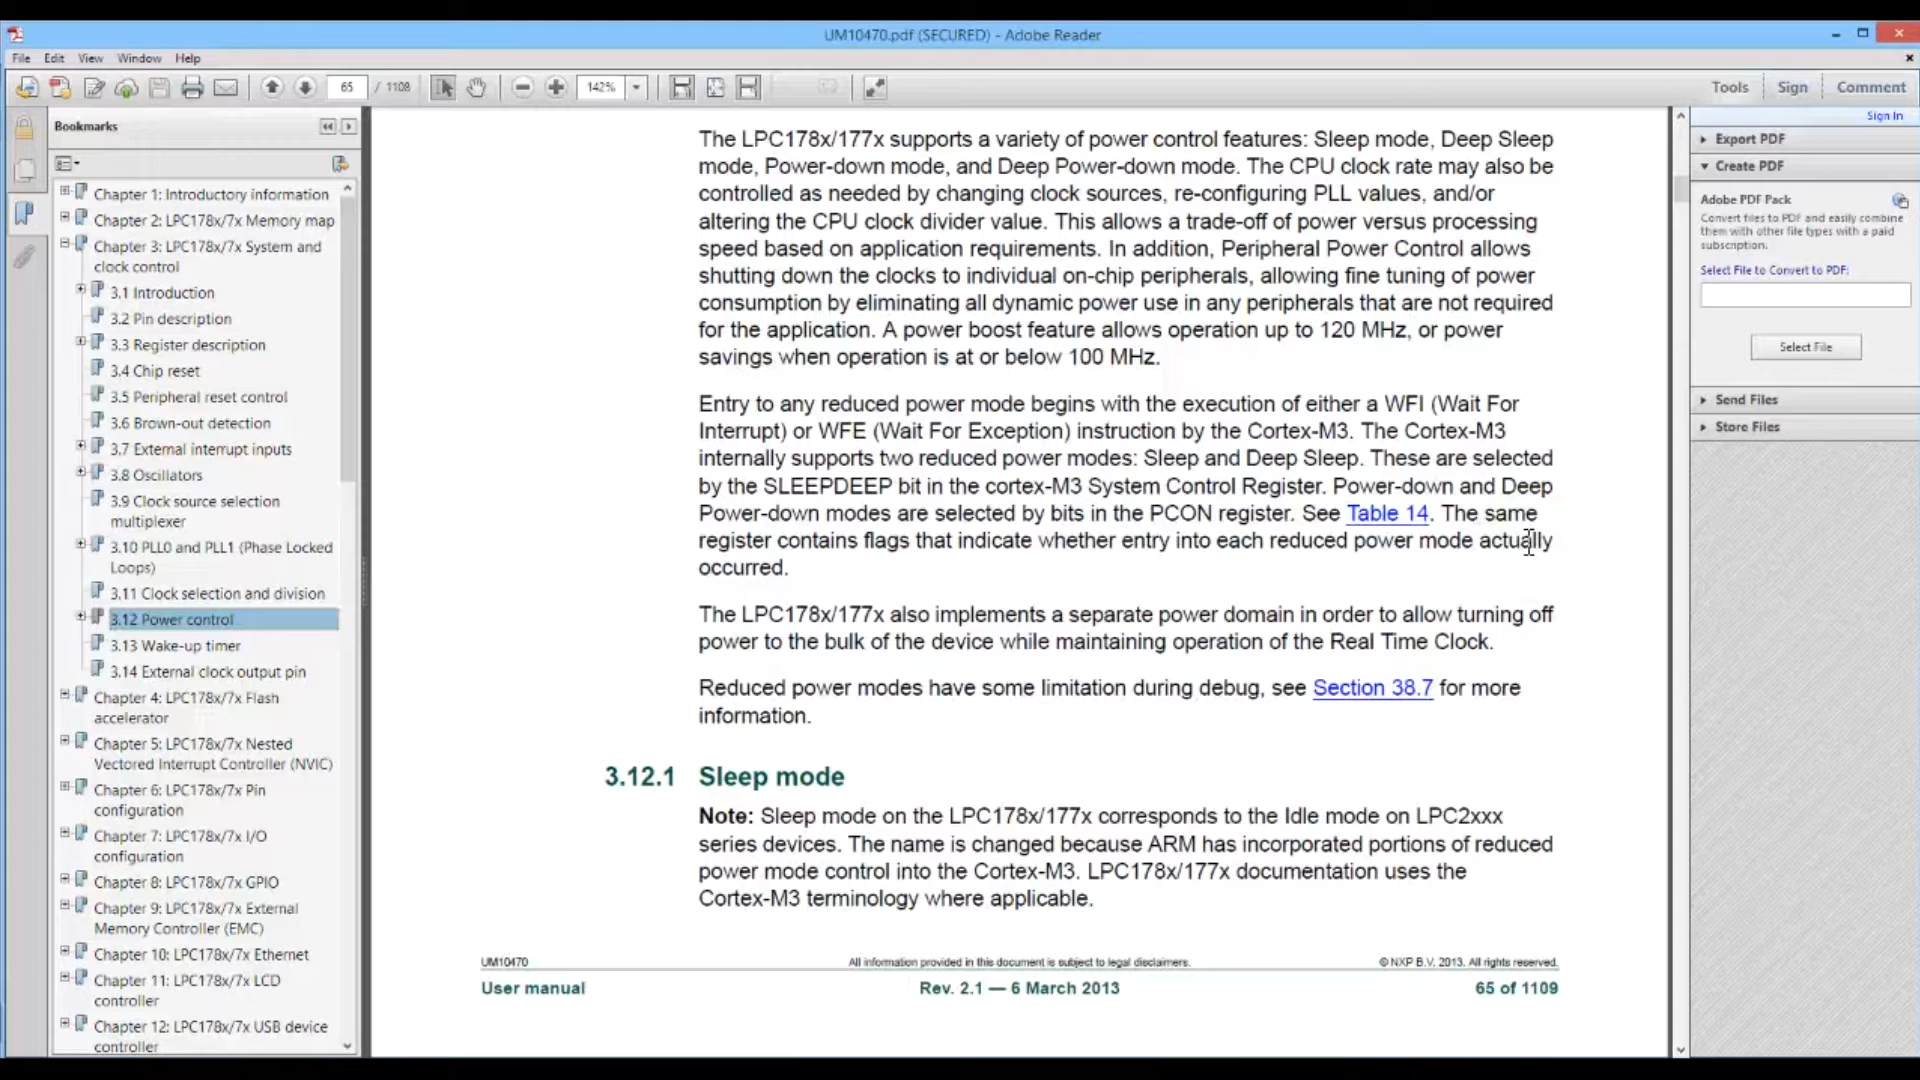 UM10470.pdf (SECURED) - Adobe Reader
File Edit View Window Help
65 / 1108 142% Tools Sign Comment
Bookmarks
Chapter 1: Introductory information
Chapter 2: LPC178x/7x Memory map
Chapter 3: LPC178x/7x System and
clock control
3.1 Introduction
3.2 Pin description
3.3 Register description
3.4 Chip reset
3.5 Peripheral reset control
3.6 Brown-out detection
3.7 External interrupt inputs
3.8 Oscillators
3.9 Clock source selection
multiplexer
3.10 PLL0 and PLL1 (Phase Locked
Loops)
3.11 Clock selection and division
3.12 Power control
3.13 Wake-up timer
3.14 External clock output pin
Chapter 4: LPC178x/7x Flash
accelerator
Chapter 5: LPC178x/7x Nested
Vectored Interrupt Controller (NVIC)
Chapter 6: LPC178x/7x Pin
configuration
Chapter 7: LPC178x/7x I/O
configuration
Chapter 8: LPC178x/7x GPIO
Chapter 9: LPC178x/7x External
Memory Controller (EMC)
Chapter 10: LPC178x/7x Ethernet
Chapter 11: LPC178x/7x LCD
controller
Chapter 12: LPC178x/7x USB device
controller
The LPC178x/177x supports a variety of power control features: Sleep mode, Deep Sleep
mode, Power-down mode, and Deep Power-down mode. The CPU clock rate may also be
controlled as needed by changing clock sources, re-configuring PLL values, and/or
altering the CPU clock divider value. This allows a trade-off of power versus processing
speed based on application requirements. In addition, Peripheral Power Control allows
shutting down the clocks to individual on-chip peripherals, allowing fine tuning of power
consumption by eliminating all dynamic power use in any peripherals that are not required
for the application. A power boost feature allows operation up to 120 MHz, or power
savings when operation is at or below 100 MHz.
Entry to any reduced power mode begins with the execution of either a WFI (Wait For
Interrupt) or WFE (Wait For Exception) instruction by the Cortex-M3. The Cortex-M3
internally supports two reduced power modes: Sleep and Deep Sleep. These are selected
by the SLEEPDEEP bit in the cortex-M3 System Control Register. Power-down and Deep
Power-down modes are selected by bits in the PCON register. See Table 14. The same
register contains flags that indicate whether entry into each reduced power mode actually
occurred.
The LPC178x/177x also implements a separate power domain in order to allow turning off
power to the bulk of the device while maintaining operation of the Real Time Clock.
Reduced power modes have some limitation during debug, see Section 38.7 for more
information.
3.12.1 Sleep mode
Note: Sleep mode on the LPC178x/177x corresponds to the Idle mode on LPC2xxx
series devices. The name is changed because ARM has incorporated portions of reduced
power mode control into the Cortex-M3. LPC178x/177x documentation uses the
Cortex-M3 terminology where applicable.
UM10470 All information provided in this document is subject to legal disclaimers. © NXP B.V. 2013. All rights reserved.
User manual Rev. 2.1 — 6 March 2013 65 of 1109
Sign In
Export PDF
Create PDF
Adobe PDF Pack
Convert files to PDF and easily combine
them with other file types with a paid
subscription.
Select File to Convert to PDF:
Select File
Send Files
Store Files